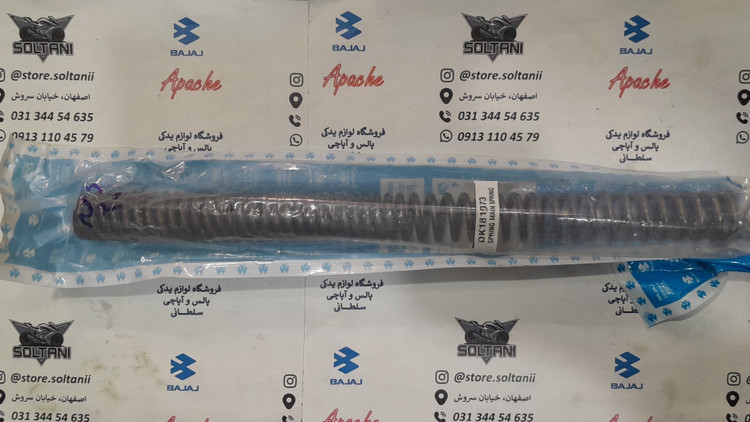 SOLTANI
BAJAJ
BAJAJ
SOLTANI
BAJAJ
@store.soltanii
Apache
Apache
@store.soltanii
Apache
اصفهان، خیابان سروش
اصفهان، خیابان سروش
031 344 54 635
031 344 54 635
0913 110 45 79
0913 110 45 79
فروشگاه لوازم یدکی
پالس و آپاچی
سلطانی
فروشگاه لوازم یدکی
پالس و آپاچی
سلطانی
فروشگاه لوازم یدکی
پالس و آپاچی
سلطانی
DK181073
SPRING MAIN SPRING
فروشگاه لوازم یدکی
پالس و آپاچی
سلطانی
فروشگاه لوازم یدکی
پالس و آپاچی
سلطانی
SOLTANI
BAJAJ
SOLTANI
BAJAJ
@store.soltanii
@store.soltanii
اصفهان، خیابان سروش
اصفهان، خیابان سروش
031 344 54 635
Apache
031 344 54 635
Apache